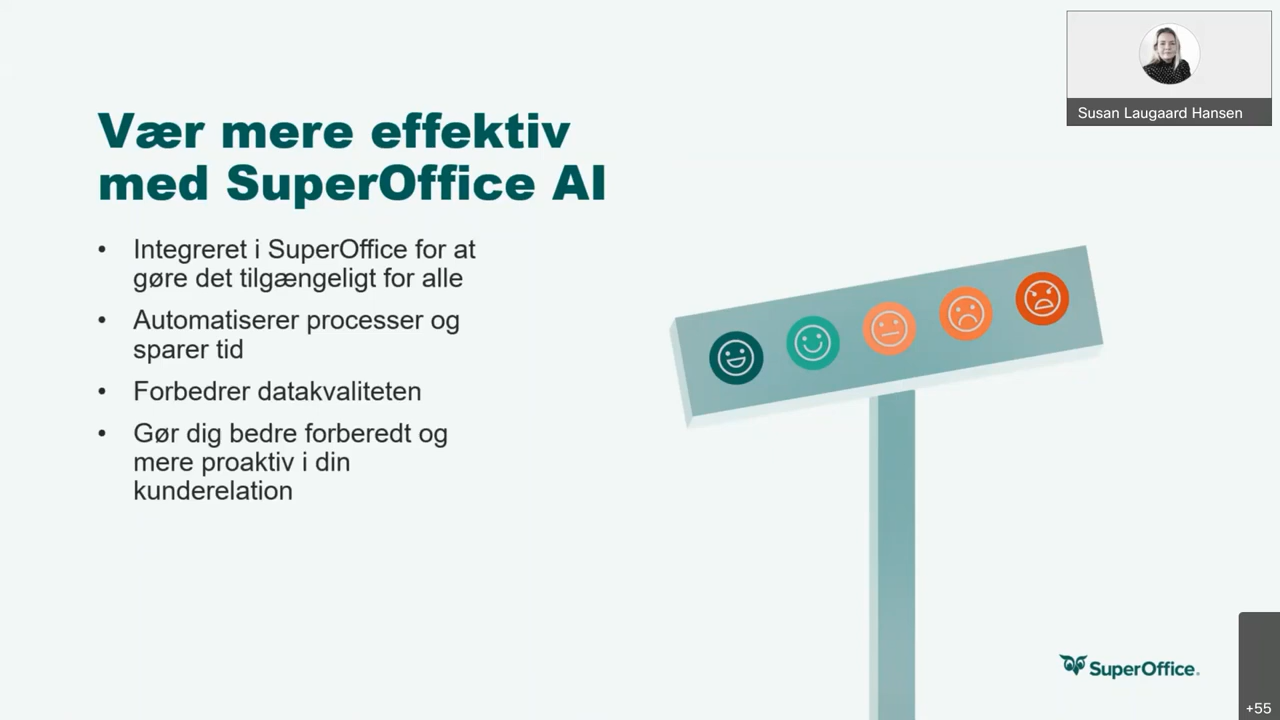 Susan Laugaard Hansen
Vær mere effektiv
med SuperOffice AI
• Integreret i SuperOffice for at
gøre det tilgængeligt for alle
• Automatiserer processer og
sparer tid
• Forbedrer datakvaliteten
• Gør dig bedre forberedt og
mere proaktiv i din
kunderelation
SuperOffice.
+55